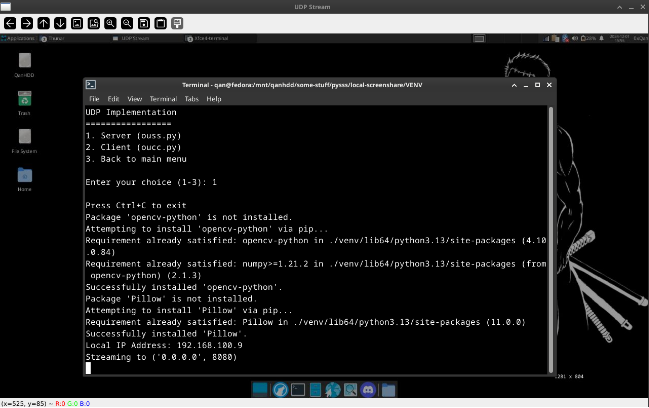 UDP Stream
Applications
Thunar
UDP Stream
Xfce4-terminal
QanHDD
Trash
File System
Home
Terminal - qan@fedora:/mnt/qanhdd/some-stuff/pysss/local-screenshare/VENV
File Edit View Terminal Tabs Help
UDP Implementation
=================
1. Server (ouss.py)
2. Client (oucc.py)
3. Back to main menu
Enter your choice (1-3): 1
Press Ctrl+C to exit
Package 'opencv-python' is not installed.
Attempting to install 'opencv-python' via pip...
Requirement already satisfied: opencv-python in ./venv/lib64/python3.13/site-packages (4.10
.0.84)
Requirement already satisfied: numpy>=1.21.2 in ./venv/lib64/python3.13/site-packages (from
opencv-python) (2.1.3)
Successfully installed 'opencv-python'.
Package 'Pillow' is not installed.
Attempting to install 'Pillow' via pip...
Requirement already satisfied: Pillow in ./venv/lib64/python3.13/site-packages (11.0.0)
Successfully installed 'Pillow'.
Local IP Address: 192.168.100.9
Streaming to ('0.0.0.0', 8080)
x 804
(x=525, y=85) ~ R:0 G:0 B:0